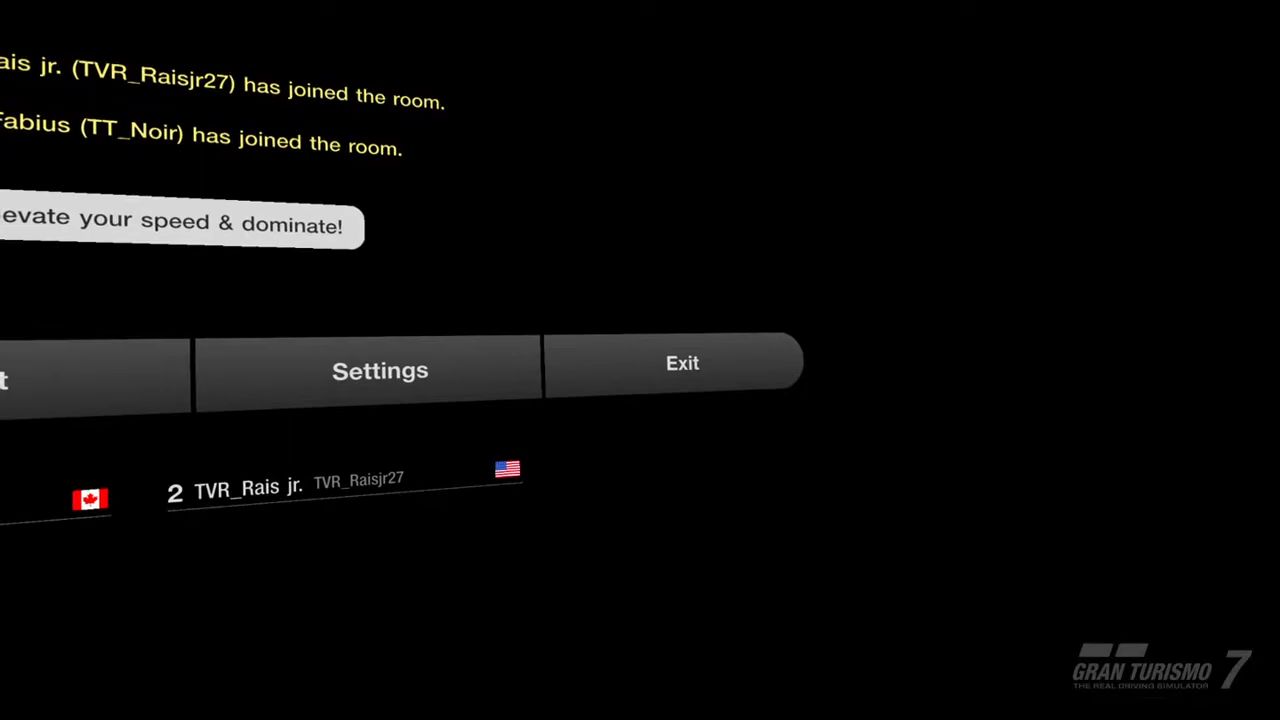 ais jr. (TVR_Raisjr27) has joined the room.
Fabius (TT_Noir) has joined the room.
evate your speed & dominate!
t Settings Exit
2 TVR_Rais jr. TVR_Raisjr27
GRAN TURISMO 7
THE REAL DRIVING SIMULATOR